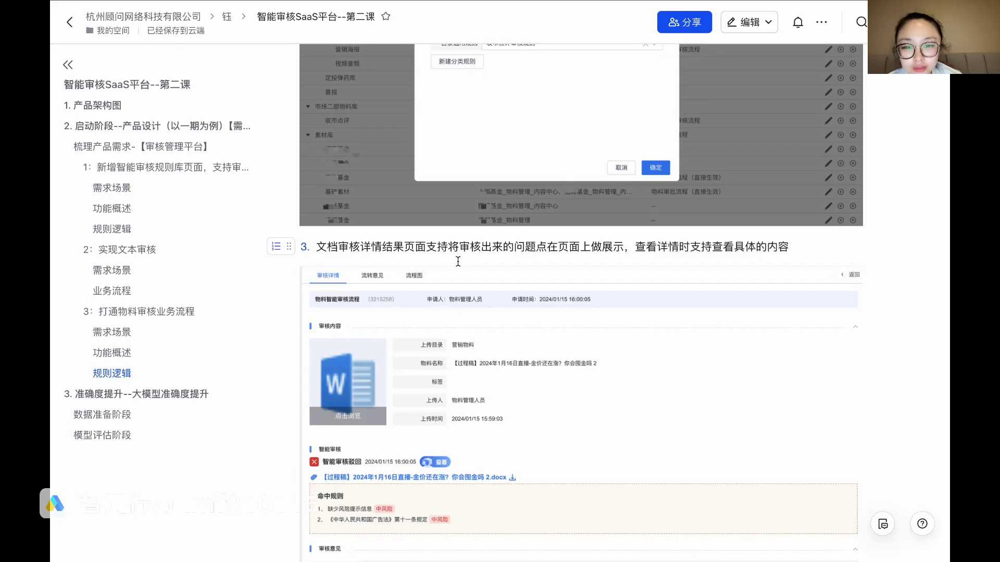 杭州顾问网络科技有限公司 > 钰 > 智能审核SaaS平台--第二课
我的空间 | 已经保存到云端
分享
编辑
智能审核SaaS平台--第二课
1. 产品架构图
2. 启动阶段--产品设计（以一期为例）【需...
梳理产品需求-【审核管理平台】
1：新增智能审核规则库页面，支持审...
需求场景
功能概述
规则逻辑
2：实现文本审核
需求场景
业务流程
3：打通物料审核业务流程
需求场景
功能概述
规则逻辑
3. 准确度提升--大模型准确度提升
数据准备阶段
模型评估阶段
营销海报
视频音频
定投弹药库
喜报
市场二部物料库
收市点评
素材库
基金
基础素材
基金
基金
新建分类规则
取消
确定
核流程
核流程
程
流程（直接生效）
基金_物料管理_内容中心，
基金_物料管理_内...
物料审批流程（直接生效）
基金_物料管理_内容中心
--
基金_物料管理
--
3. 文档审核详情结果页面支持将审核出来的问题点在页面上做展示，查看详情时支持查看具体的内容
审核详情
流转意见
流程图
返回
物料智能审核流程 （3215258） 申请人：物料管理人员 申请时间：2024/01/15 16:00:05
审核内容
点击浏览
上传目录 营销物料
物料名称 【过程稿】2024年1月16日直播-金价还在涨？你会囤金吗 2
标签
上传人 物料管理人员
上传时间 2024/01/15 15:59:03
智能审核
智能审核驳回 2024/01/15 16:00:05 查看
【过程稿】2024年1月16日直播-金价还在涨？你会囤金吗 2.docx
命中规则
1、 缺少风险提示信息 中风险
2、 《中华人民共和国广告法》第十一条规定 中风险
审核意见